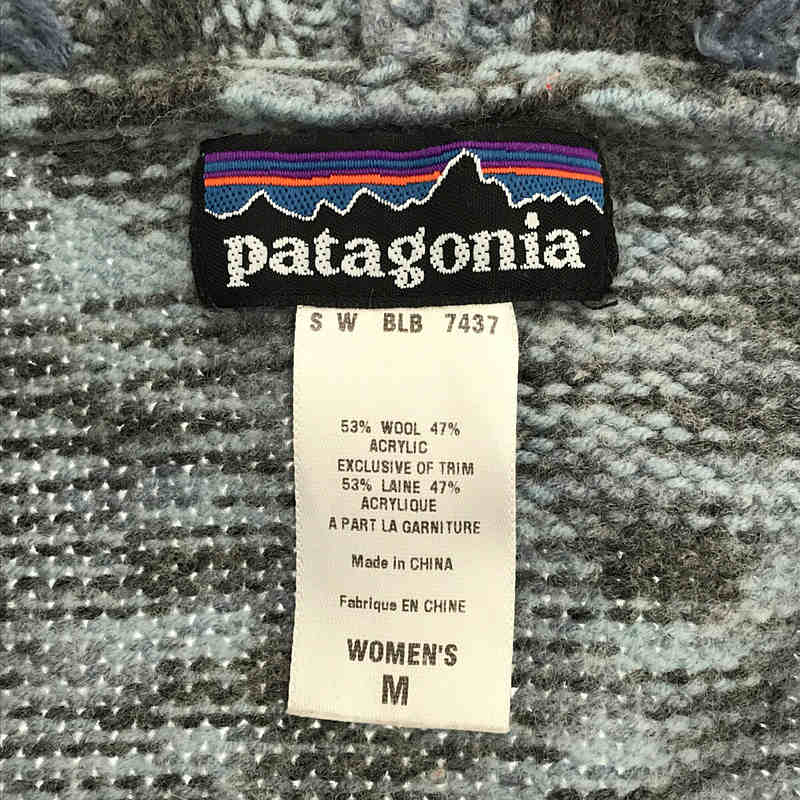 patagonia
S W BLB 7437
53% WOOL 47%
ACRYLIC
EXCLUSIVE OF TRIM
53% LAINE 47%
ACRYLIQUE
A PART LA GARNITURE
Made in CHINA
Fabrique EN CHINE
WOMEN'S
M